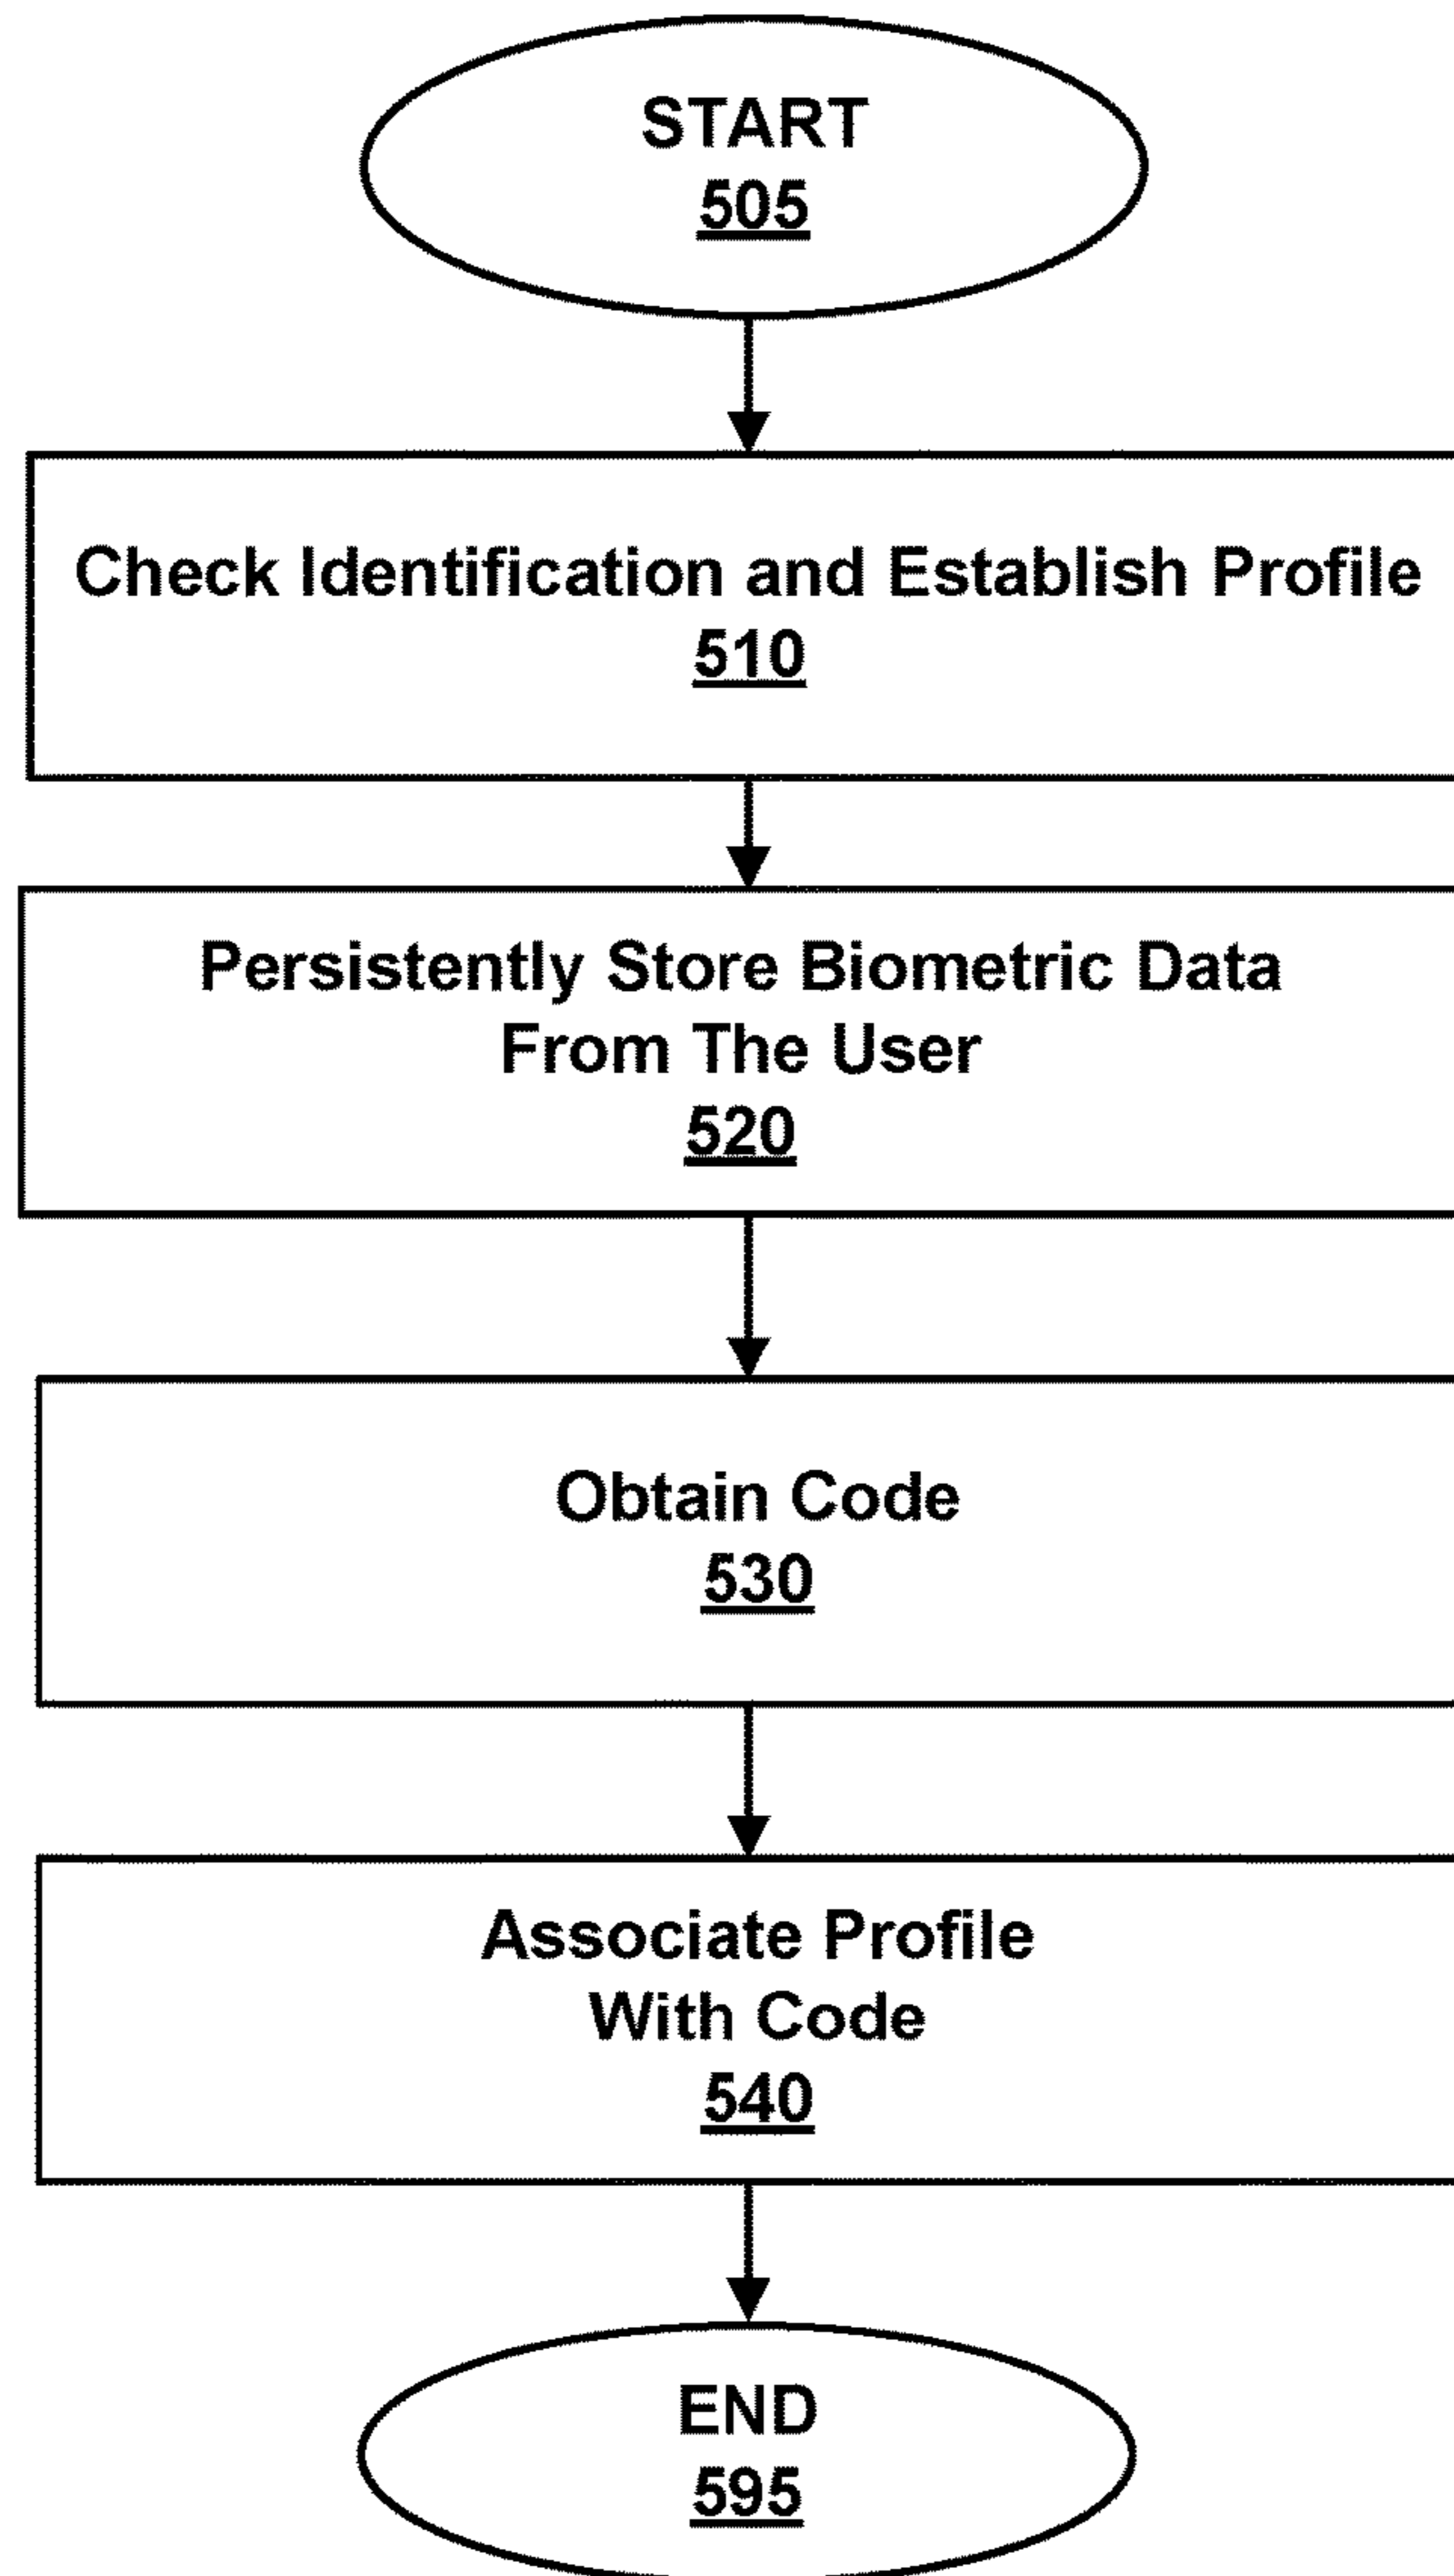 START
505
Check Identification and Establish Profile
510
Persistently Store Biometric Data
From The User
520
Obtain Code
530
Associate Profile
With Code
540
END
595